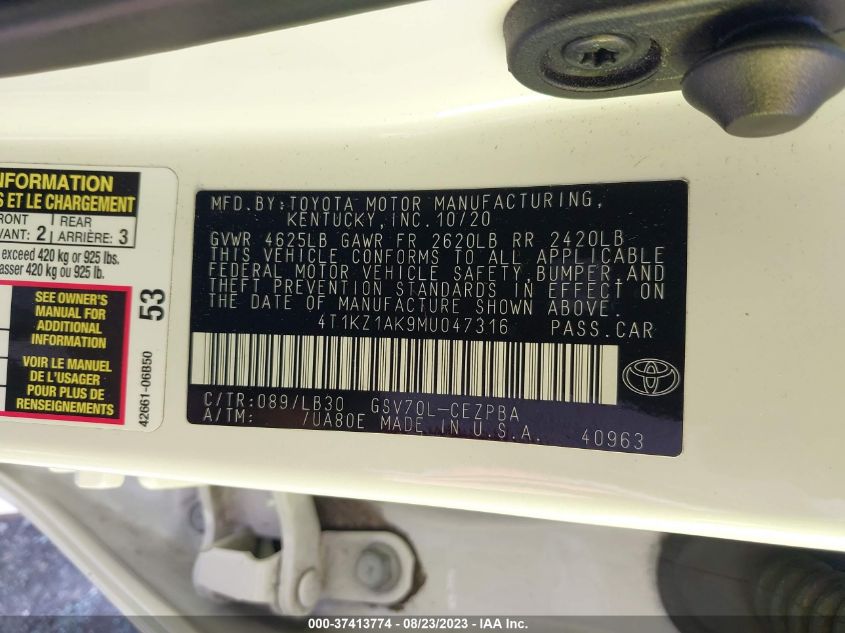 NFORMATION
S ET LE CHARGEMENT
FRONT
VANT: 2
REAR
ARRIÈRE: 3
exceed 420 kg or 925 lbs.
asser 420 kg ou 925 lb.
SEE OWNER'S
MANUAL FOR
ADDITIONAL
INFORMATION
VOIR LE MANUEL
DE L'USAGER
POUR PLUS DE
RENSEIGNEMENTS
53
42661-06B50
MFD.BY:TOYOTA MOTOR MANUFACTURING,
KENTUCKY, INC. 10/20
GVWR 4625LB GAWR FR 2620LB RR 2420LB
THIS VEHICLE CONFORMS TO ALL APPLICABLE
FEDERAL MOTOR VEHICLE SAFETY, BUMPER, AND
THEFT PREVENTION STANDARDS IN EFFECT ON
THE DATE OF MANUFACTURE SHOWN ABOVE.
4T1KZ1AK9MU047316 PASS.CAR
C/TR:089/LB30 GSV70L-CEZPBA
A/TM: /UA80E MADE IN U.S.A. 40963
© - 37413774 - 08/23/2023 - IAA Inc.